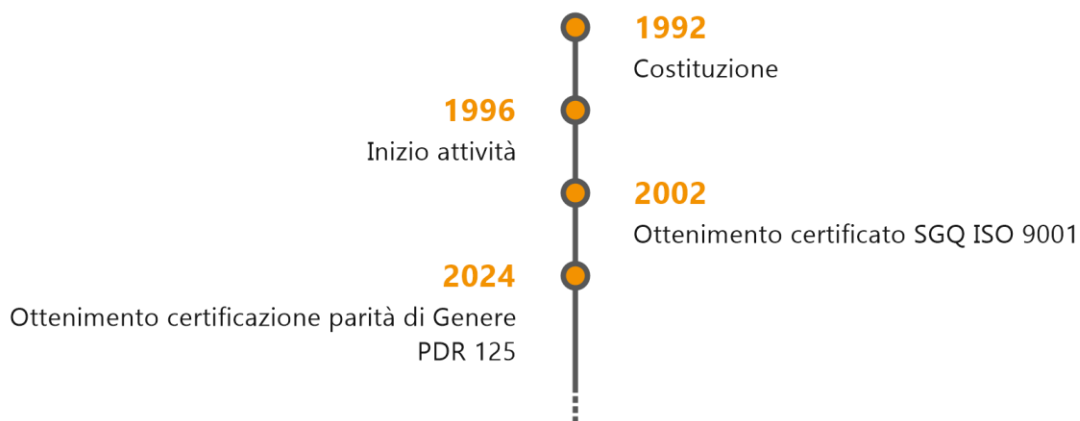 1992
Costituzione
1996
Inizio attività
2002
Ottenimento certificato SGQ ISO 9001
2024
Ottenimento certificazione parità di Genere
PDR 125